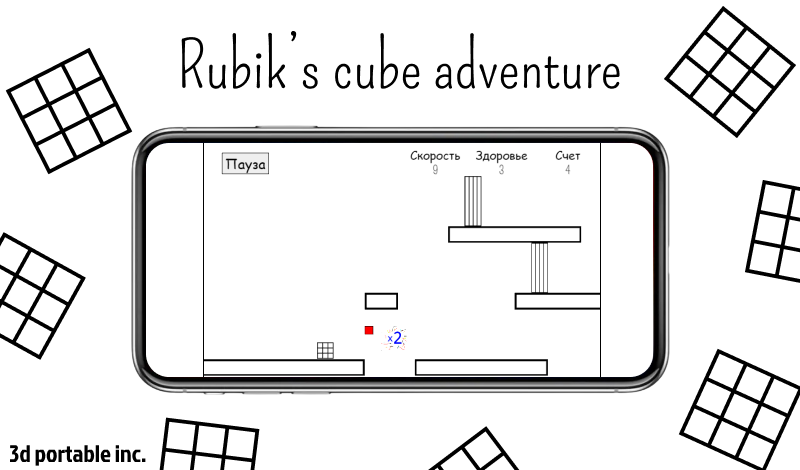 Rubik's cube adventure
Пауза
Скорость Здоровье Счет
9 3 4
x2
3d portable inc.